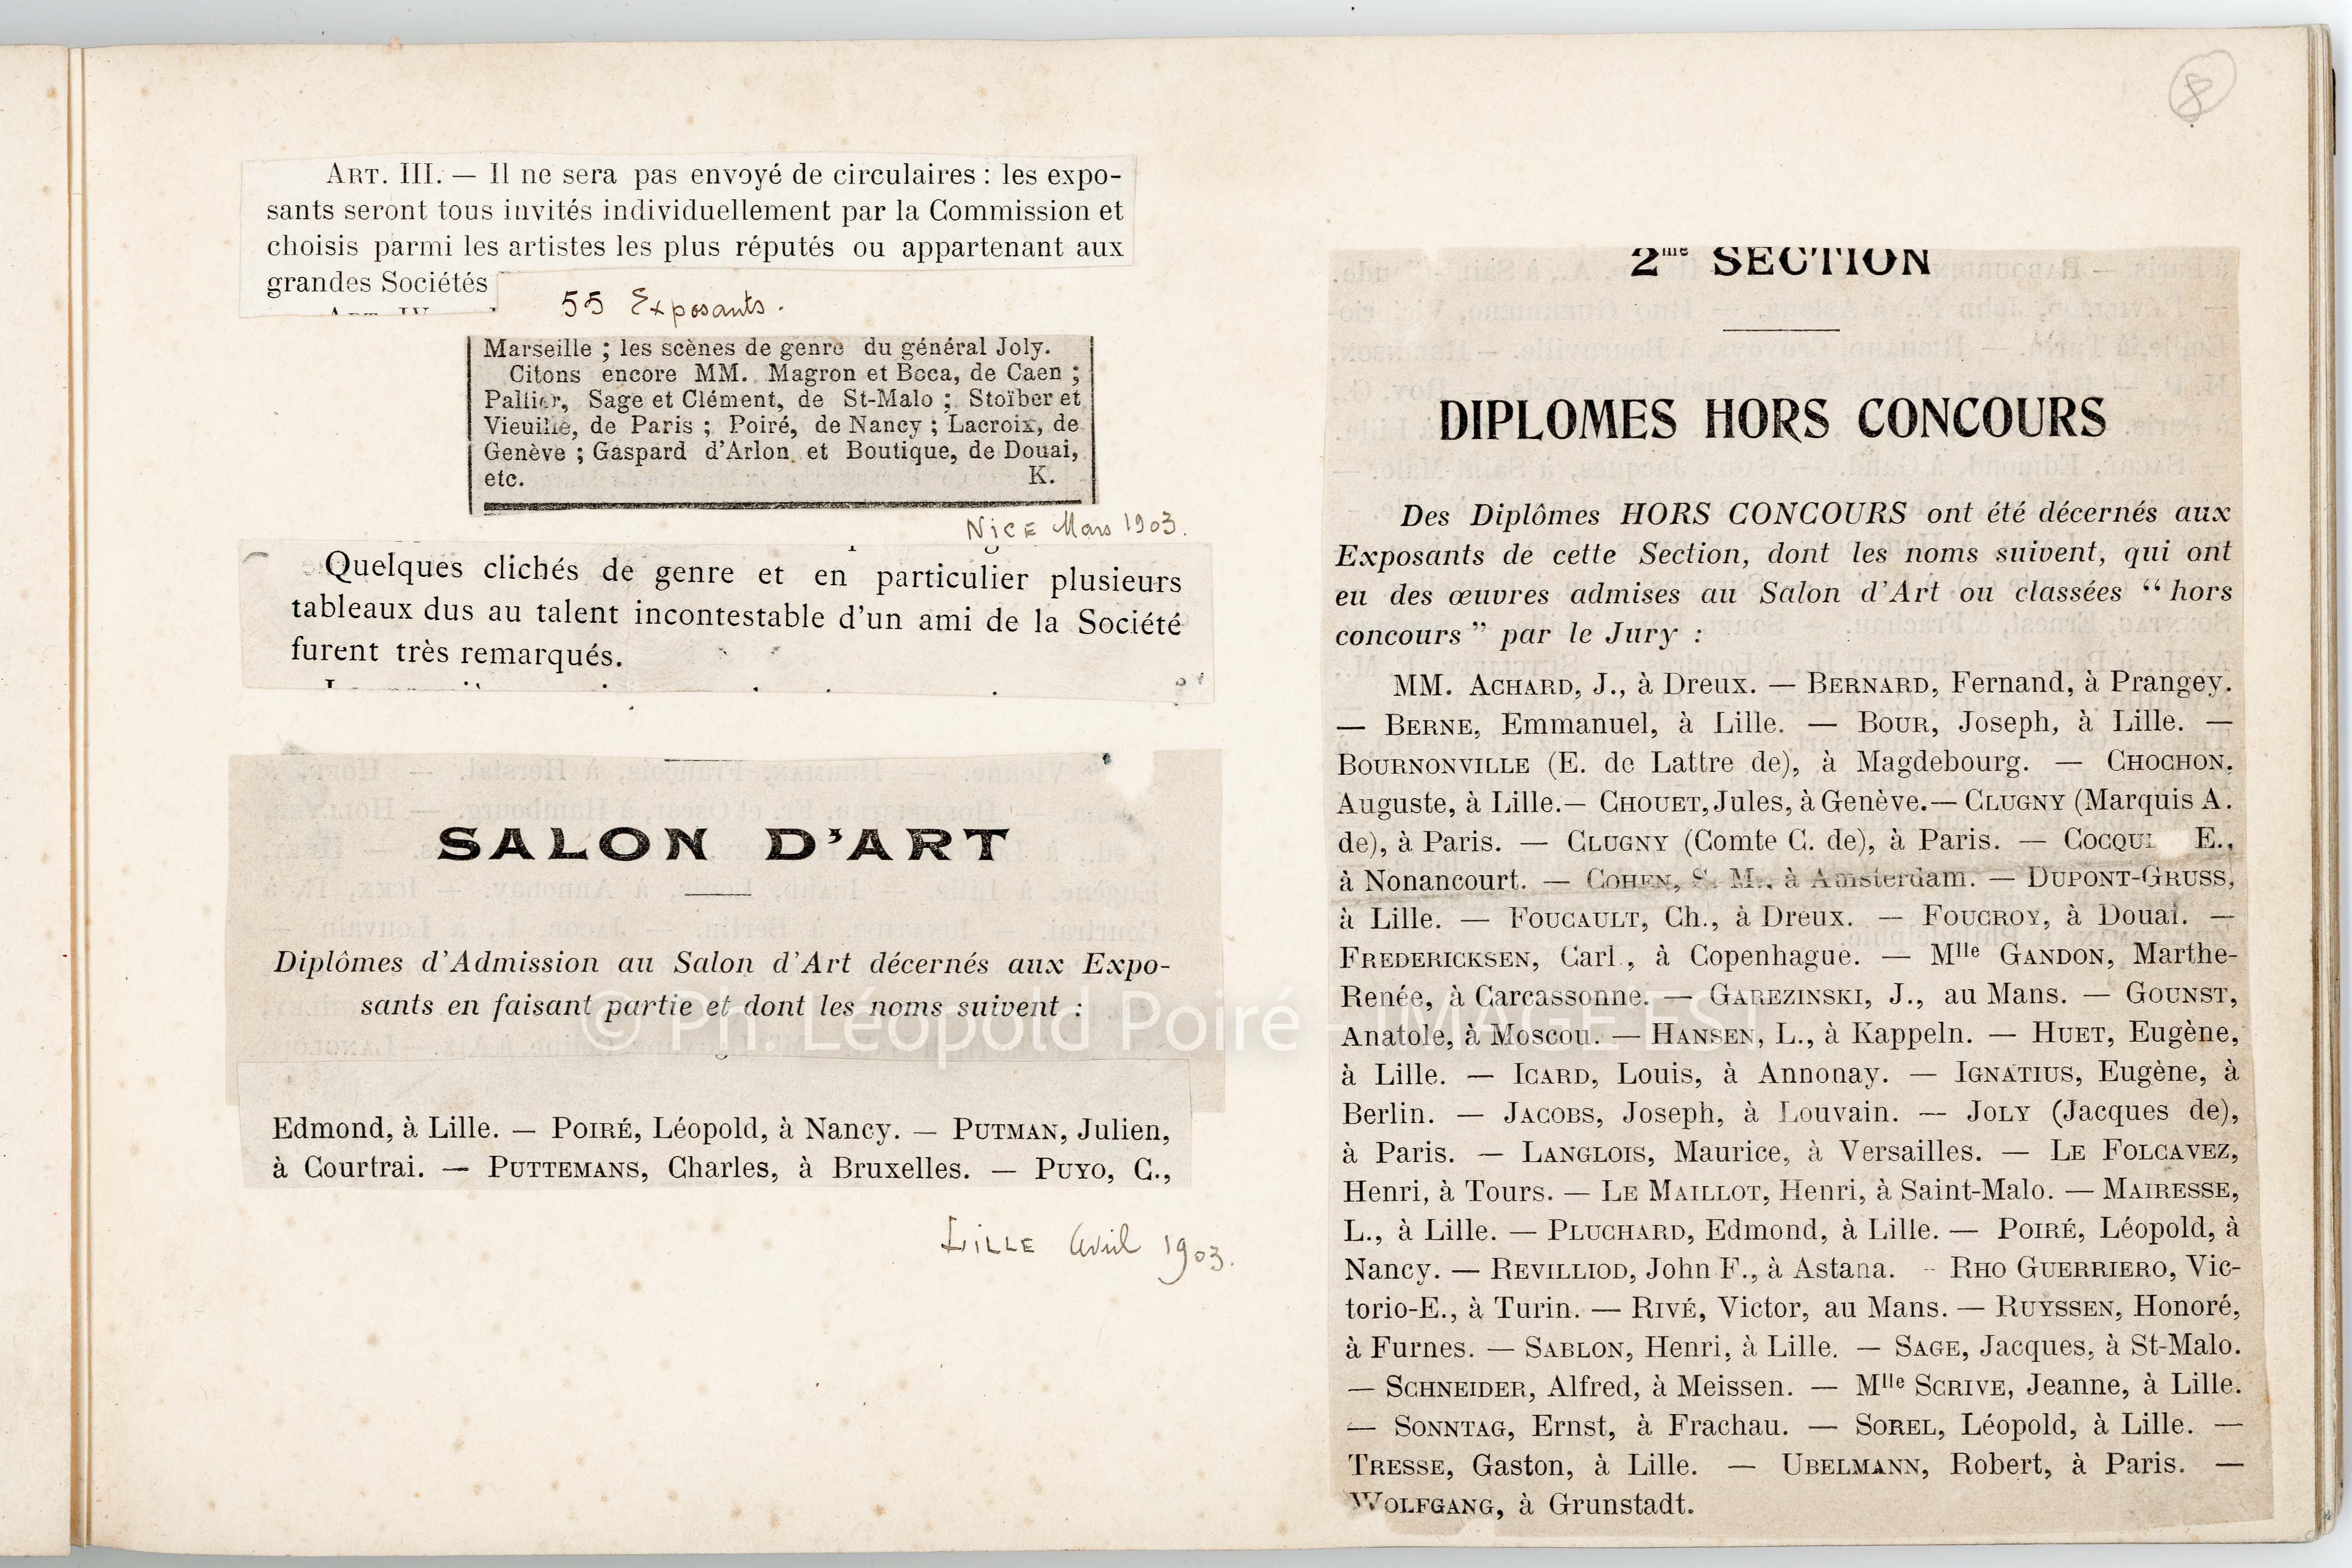 8
ART. III. — Il ne sera pas envoyé de circulaires : les expo-
sants seront tous invités individuellement par la Commission et
choisis parmi les artistes les plus réputés ou appartenant aux
grandes Sociétés
55 Exposants.
Marseille ; les scènes de genre du général Joly.
Citons encore MM. Magron et Boca, de Caen ;
Pallier, Sage et Clément, de St-Malo ; Stoïber et
Vieuille, de Paris ; Poiré, de Nancy ; Lacroix, de
Genève ; Gaspard d'Arlon et Boutique, de Douai,
etc. K.
NICE Mars 1903.
Quelques clichés de genre et en particulier plusieurs
tableaux dus au talent incontestable d'un ami de la Société
furent très remarqués.
SALON D'ART
Diplômes d'Admission au Salon d'Art décernés aux Expo-
sants en faisant partie et dont les noms suivent :
Edmond, à Lille. — POIRÉ, Léopold, à Nancy. — PUTMAN, Julien,
à Courtrai. — PUTTEMANS, Charles, à Bruxelles. — PUYO, C.,
LILLE Avril 1903.
2me SECTION
DIPLOMES HORS CONCOURS
Des Diplômes HORS CONCOURS ont été décernés aux
Exposants de cette Section, dont les noms suivent, qui ont
eu des œuvres admises au Salon d'Art ou classées “ hors
concours ” par le Jury :
MM. ACHARD, J., à Dreux. — BERNARD, Fernand, à Prangey.
— BERNE, Emmanuel, à Lille. — BOUR, Joseph, à Lille. —
BOURNONVILLE (E. de Lattre de), à Magdebourg. — CHOCHON,
Auguste, à Lille. — CHOUET, Jules, à Genève. — CLUGNY (Marquis A.
de), à Paris. — CLUGNY (Comte C. de), à Paris. — COCQUI E.,
à Nonancourt. — COHEN, S. M., à Amsterdam. — DUPONT-GRUSS,
à Lille. — FOUCAULT, Ch., à Dreux. — FOUCROY, à Douai. —
FREDERICKSEN, Carl., à Copenhague. — Mlle GANDON, Marthe-
Renée, à Carcassonne. — GAREZINSKI, J., au Mans. — GOUNST,
Anatole, à Moscou. — HANSEN, L., à Kappeln. — HUET, Eugène,
à Lille. — ICARD, Louis, à Annonay. — IGNATIUS, Eugène, à
Berlin. — JACOBS, Joseph, à Louvain. — JOLY (Jacques de),
à Paris. — LANGLOIS, Maurice, à Versailles. — LE FOLCAVEZ,
Henri, à Tours. — LE MAILLOT, Henri, à Saint-Malo. — MAIRESSE,
L., à Lille. — PLUCHARD, Edmond, à Lille. — POIRÉ, Léopold, à
Nancy. — REVILLIOD, John F., à Astana. - RHO GUERRIERO, Vic-
torio-E., à Turin. — RIVÉ, Victor, au Mans. — RUYSSEN, Honoré,
à Furnes. — SABLON, Henri, à Lille. — SAGE, Jacques, à St-Malo.
— SCHNEIDER, Alfred, à Meissen. — Mlle SCRIVE, Jeanne, à Lille.
— SONNTAG, Ernst, à Frachau. — SOREL, Léopold, à Lille. —
TRESSE, Gaston, à Lille. — UBELMANN, Robert, à Paris. —
WOLFGANG, à Grunstadt.
© Ph. Léopold Poiré - IMAGE'EST